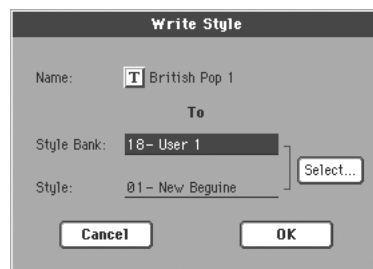 Write Style
Name: T British Pop 1
To
Style Bank: 18- User 1
Select...
Style: 01- New Beguine
Cancel OK